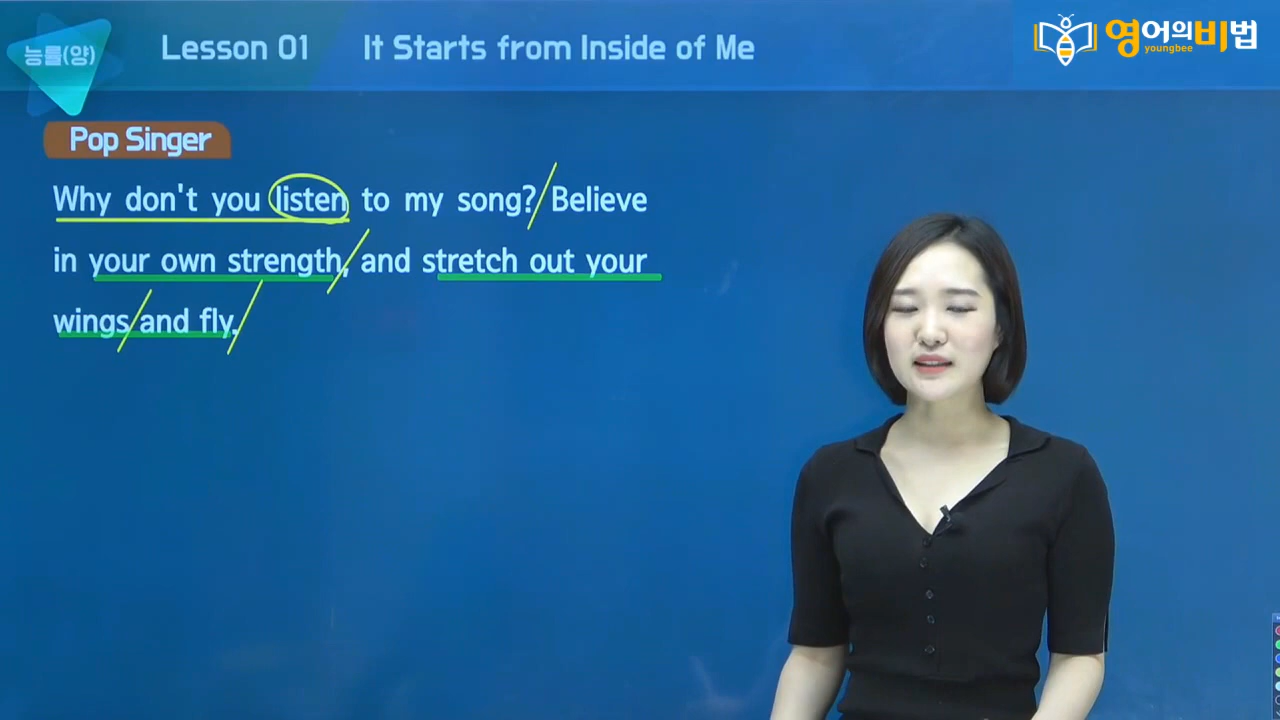 능률(양)
Lesson 01 It Starts from Inside of Me
영어의비법
youngbee
Pop Singer
Why don't you listen to my song? Believe
in your own strength, and stretch out your
wings and fly.